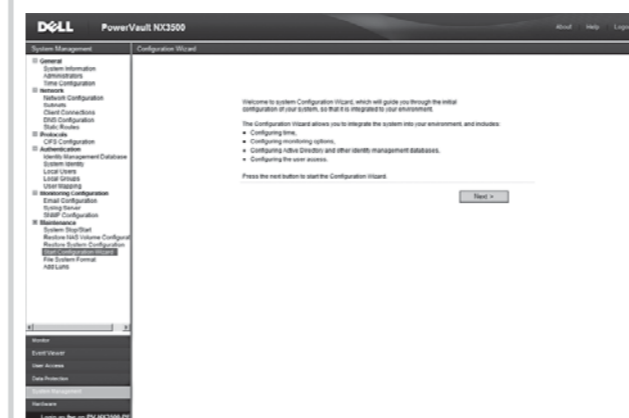 DELL PowerVault NX3500
About Help Logo
System Management
Configuration Wizard
General
System Information
Administrators
Time Configuration
Network
Network Configuration
Subnets
Client Connections
DNS Configuration
Static Routes
Protocols
CIFS Configuration
Authentication
Identity Management Database
System Identity
Local Users
Local Groups
User Mapping
Monitoring Configuration
Email Configuration
Syslog Server
SNMP Configuration
Maintenance
System Stop/Start
Restore NAS Volume Configurat
Restore System Configuration
Start Configuration Wizard
File System Format
Add Luns
Welcome to system Configuration Wizard, which will guide you through the initial
configuration of your system, so that it is integrated to your environment.
The Configuration Wizard allows you to integrate the system into your environment, and includes:
• Configuring time,
• Configuring monitoring options,
• Configuring Active Directory and other identity management databases,
• Configuring the user access.
Press the next button to start the Configuration Wizard.
Next >
Monitor
Event Viewer
User Access
Data Protection
System Management
Hardware